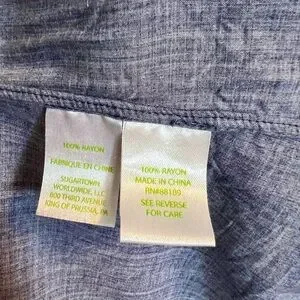 100% RAYON
FABRIQUE EN CHINE
SUGARTOWN
WORLDWIDE, LLC
800 THIRD AVENUE
KING OF PRUSSIA, PA
100% RAYON
MADE IN CHINA
RN#88109
SEE REVERSE
FOR CARE